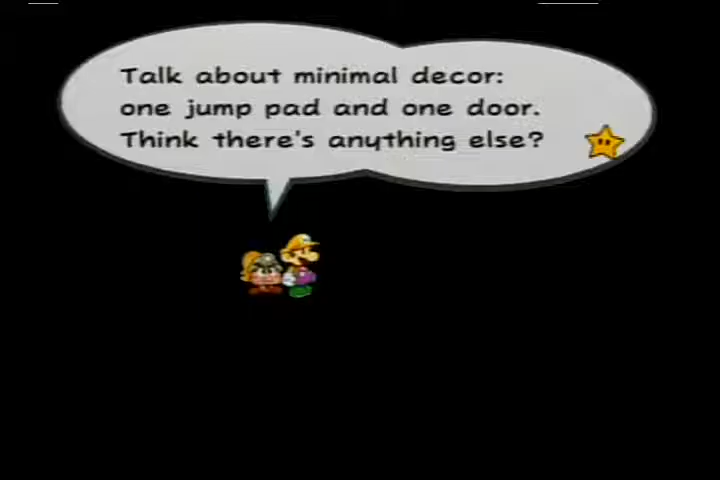 Talk about minimal decor:
one jump pad and one door.
Think there's anything else?